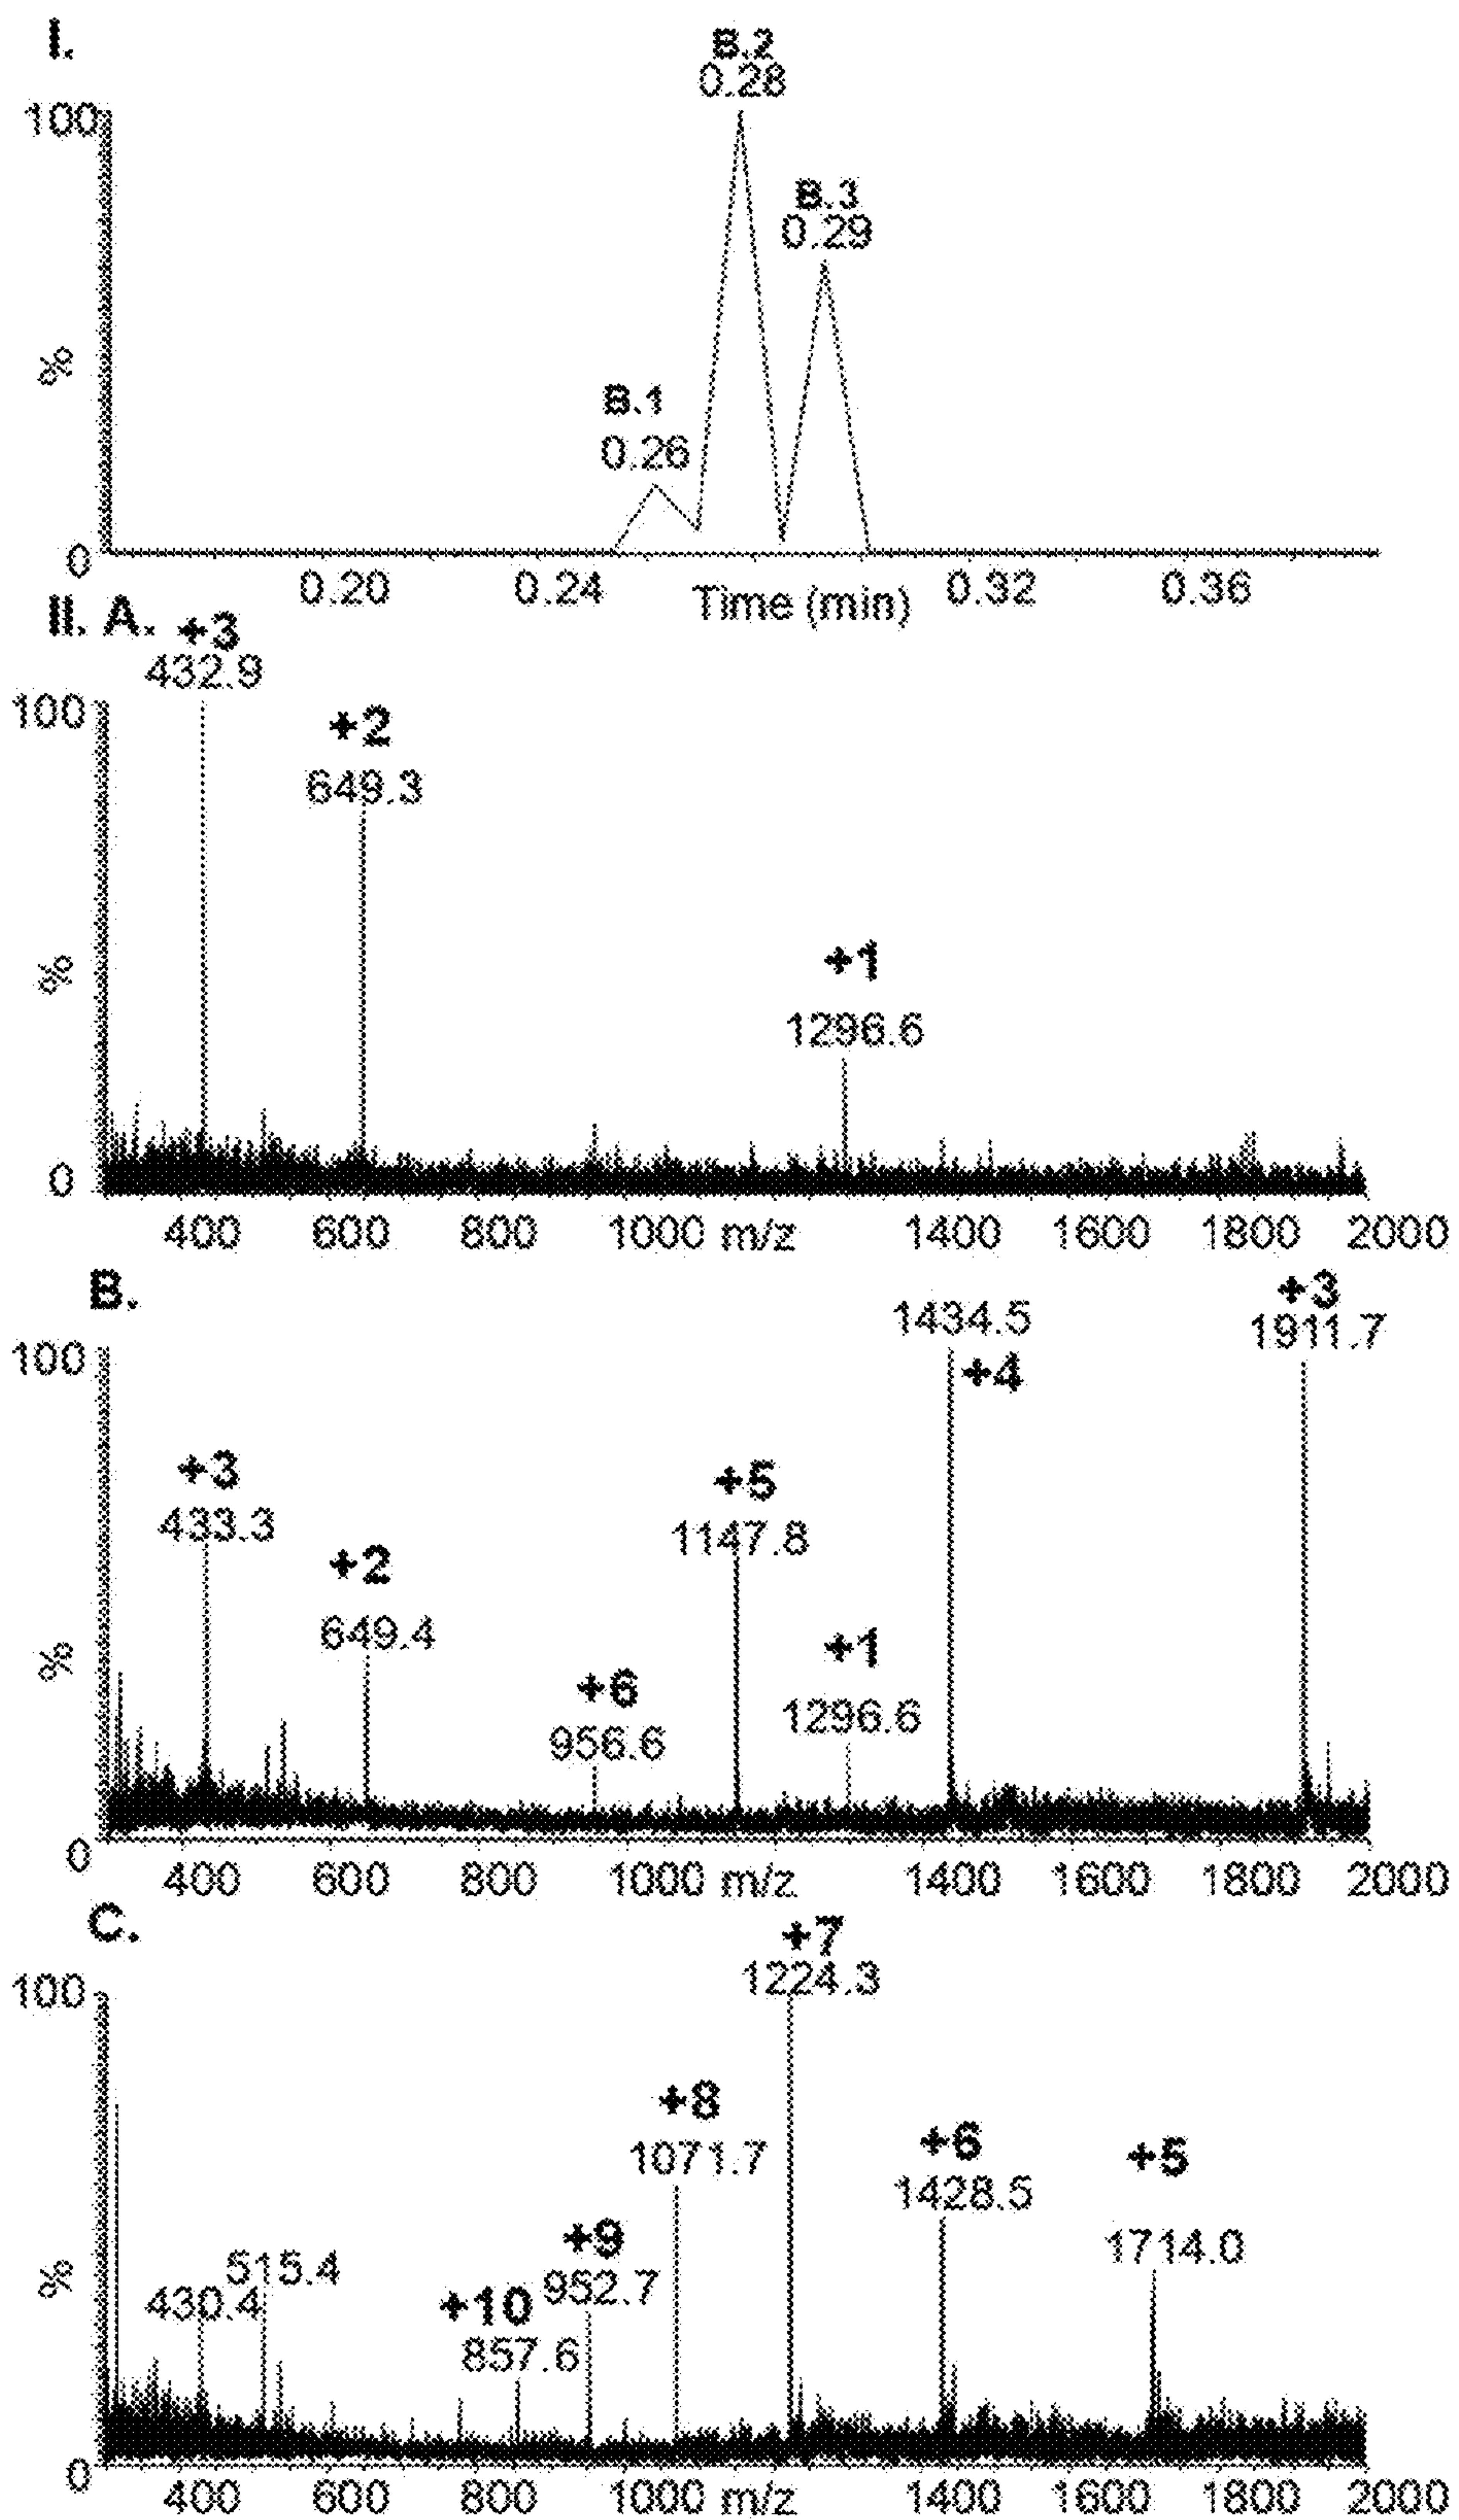 I.
B.2
0.28
100
B.3
0.29
%
B.1
0.26
0
0.20 0.24 Time (min) 0.32 0.36
II. A. +3
432.9
100
+2
649.3
+1
%
1296.6
0
400 600 800 1000 m/z 1400 1600 1800 2000
B.
+3
1434.5 1911.7
100
+4
+3 +5
433.3 1147.8
+2
649.4 +1
%
+6
1296.6
956.6
0
400 600 800 1000 m/z 1400 1600 1800 2000
C.
+7
1224.3
100
+8
1071.7 +6 +5
1428.5
+9 1714.0
515.4
%
430.4 +10 952.7
857.6
0
400 600 800 1000 m/z 1400 1600 1800 2000